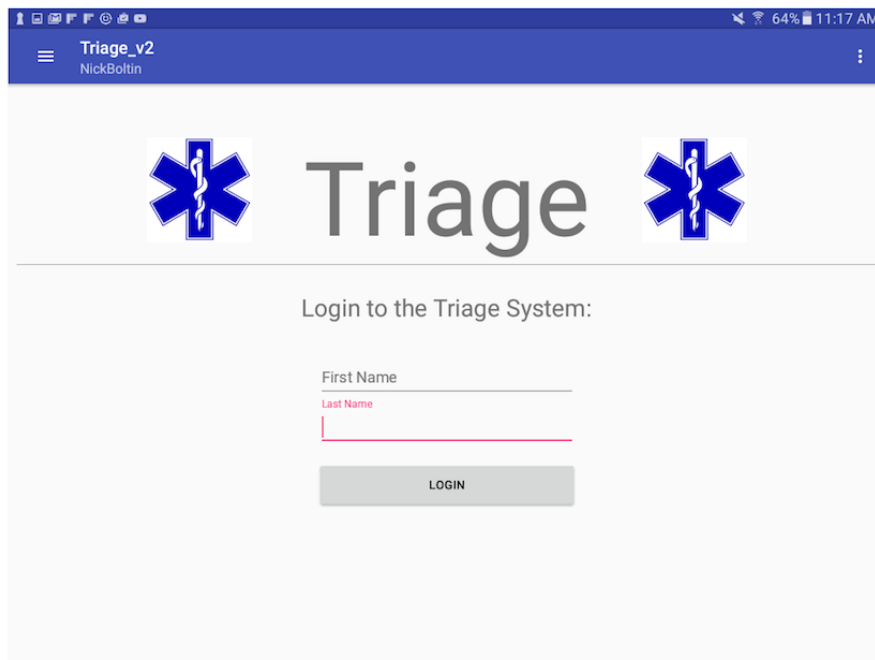 64% 11:17 AM
Triage_v2
NickBoltin
Triage
Login to the Triage System:
First Name
Last Name
LOGIN